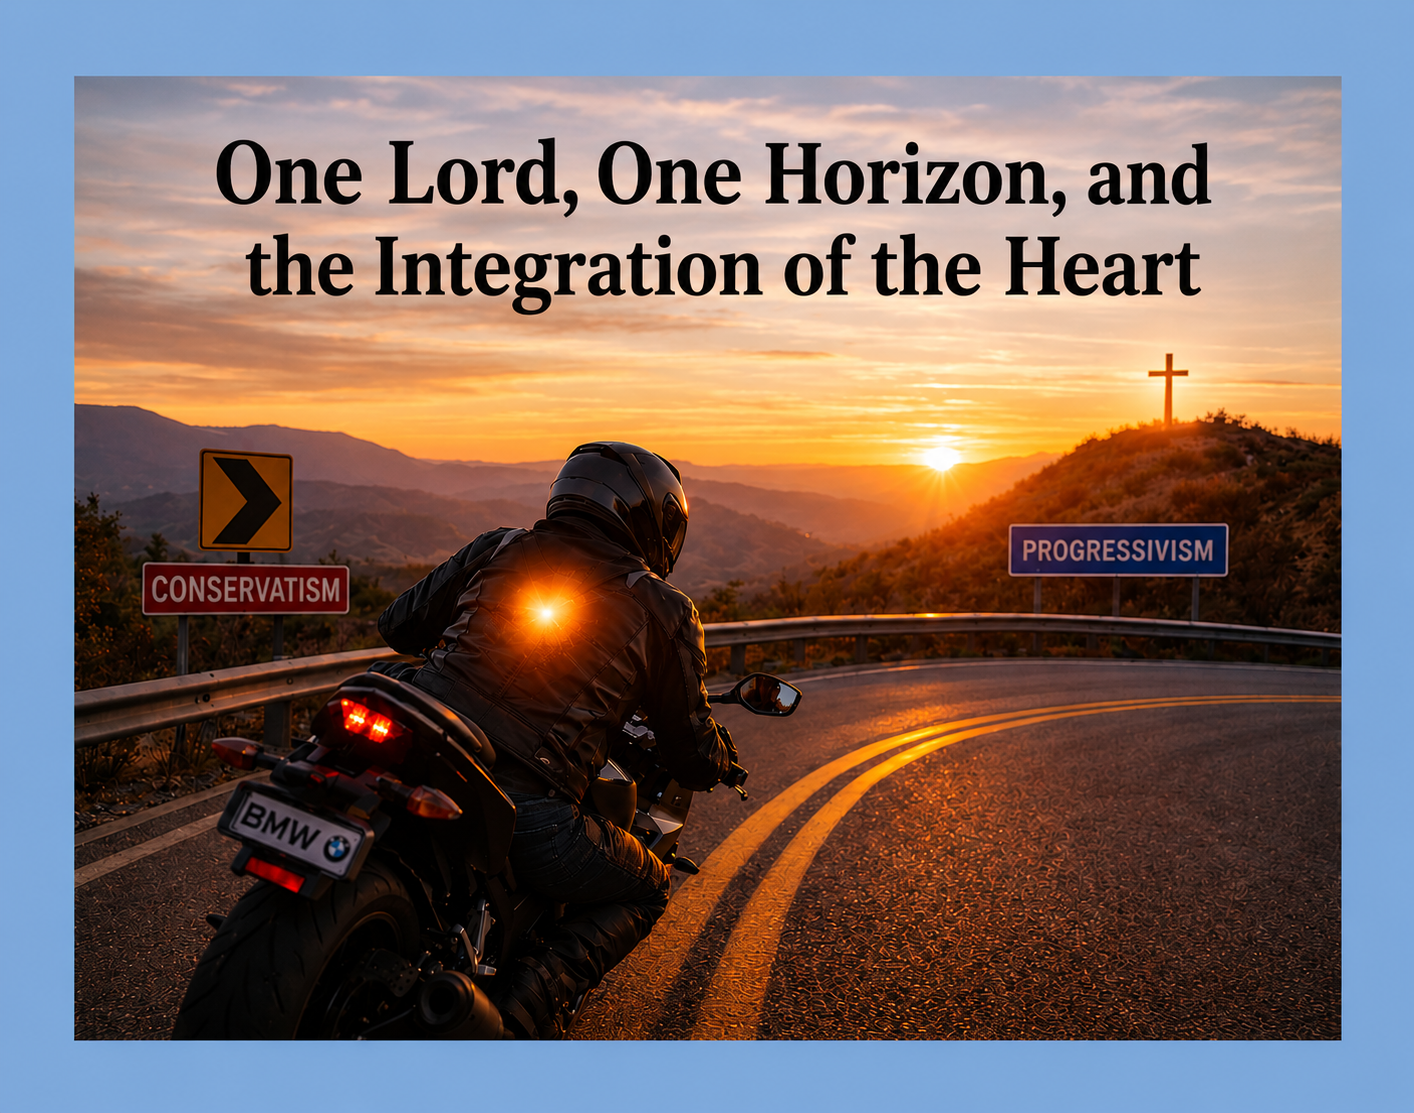 One Lord, One Horizon, and
the Integration of the Heart
CONSERVATISM
PROGRESSIVISM
BMW